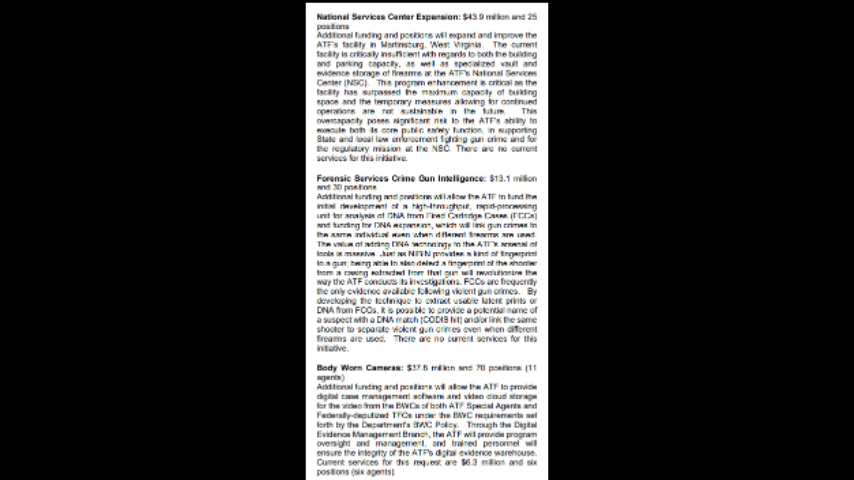 National Services Center Expansion: $43.9 million and 25
positions
Additional funding and positions will expand and improve the
ATF's facility in Martinsburg, West Virginia. The current
facility is critically insufficient with regards to both the building
and parking capacity, as well as specialized vault and
evidence storage of firearms at the ATF's National Services
Center (NSC). This program enhancement is critical as the
facility has surpassed the maximum capacity of building
space and the temporary measures allowing for continued
operations are not sustainable in the future. This
overcapacity poses significant risk to the ATF's ability to
execute both its core public safety function, in supporting
State and local law enforcement fighting gun crime and for
the regulatory mission at the NSC. There are no current
services for this initiative.
Forensic Services Crime Gun Intelligence: $13.1 million
and 30 positions
Additional funding and positions will allow the ATF to fund the
initial development of a high-throughput, rapid-processing
unit for analysis of DNA from Fired Cartridge Cases (FCCs)
and funding for DNA expansion, which will link gun crimes to
the same individual even when different firearms are used.
The value of adding DNA technology to the ATF's arsenal of
tools is massive. Just as NIBIN provides a kind of fingerprint
to a gun; being able to also detect a fingerprint of the shooter
from a casing extracted from that gun will revolutionize the
way the ATF conducts its investigations. FCCs are frequently
the only evidence available following violent gun crimes. By
developing the technique to extract usable latent prints or
DNA from FCCs, it is possible to provide a potential name of
a suspect with a DNA match (CODIS hit) and/or link the same
shooter to separate violent gun crimes even when different
firearms are used. There are no current services for this
initiative.
Body Worn Cameras: $37.6 million and 70 positions (11
agents)
Additional funding and positions will allow the ATF to provide
digital case management software and video cloud storage
for the video from the BWCs of both ATF Special Agents and
Federally-deputized TFOs under the BWC requirements set
forth by the Department's BWC Policy. Through the Digital
Evidence Management Branch, the ATF will provide program
oversight and management, and trained personnel will
ensure the integrity of the ATF's digital evidence warehouse.
Current services for this request are $6.3 million and six
positions (six agents)